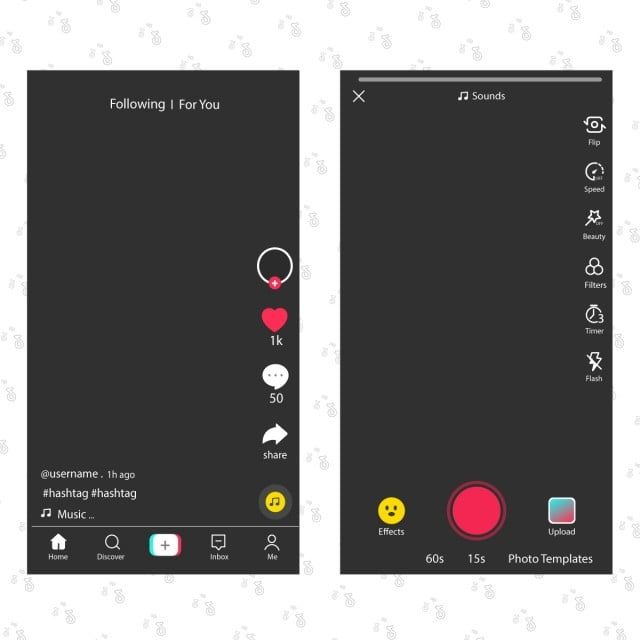 Following | For You
1k
50
share
@username . 1h ago
#hashtag #hashtag
Music ...
Home Discover Inbox Me
Sounds
Flip
Speed
Beauty
Filters
3
Timer
Flash
Effects Upload
60s 15s Photo Templates